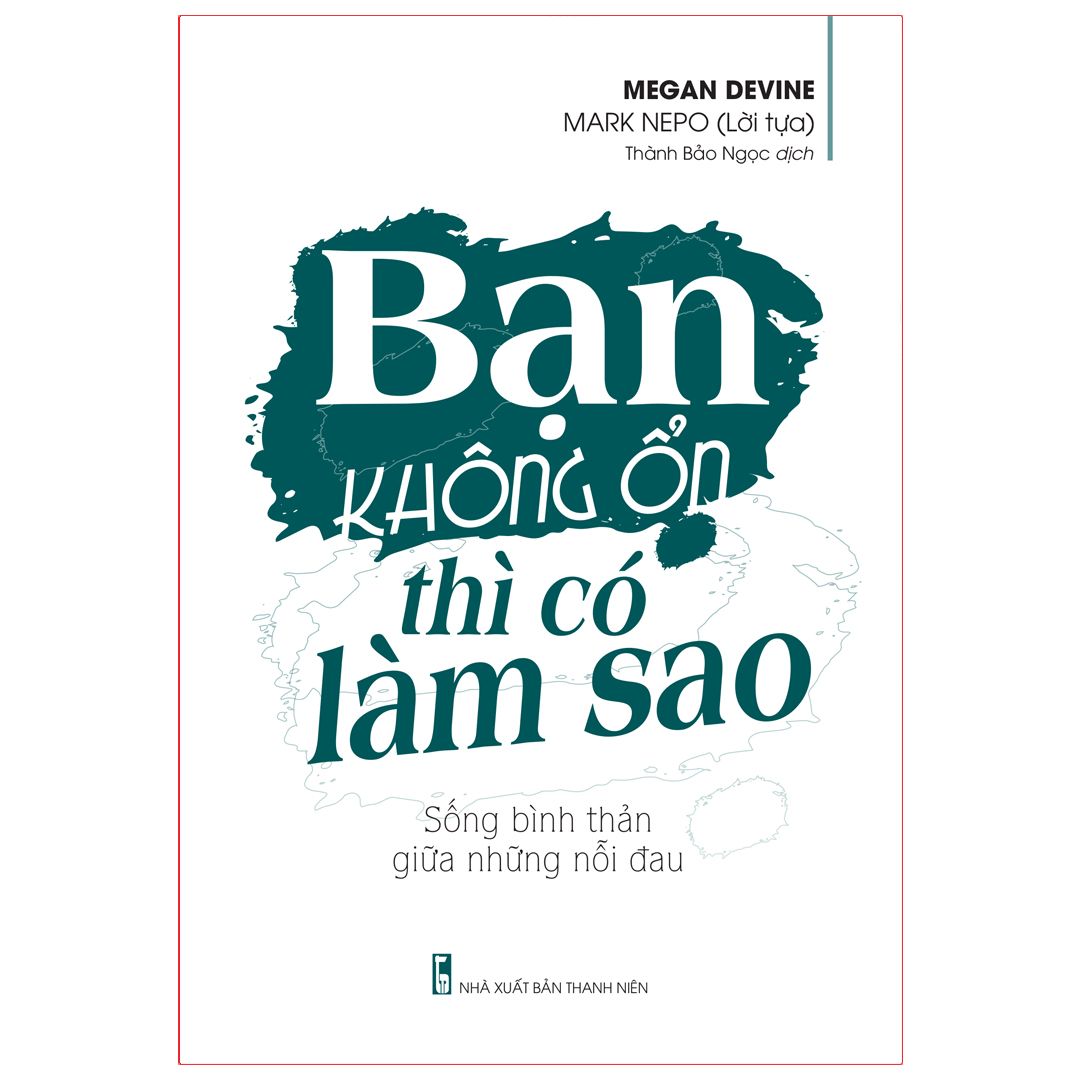 MEGAN DEVINE
MARK NEPO (Lời tựa)
Thành Bảo Ngọc dịch
Bạn
KHÔNG ỔN
thì có
làm sao
Sống bình thản
giữa những nỗi đau
NHÀ XUẤT BẢN THANH NIÊN